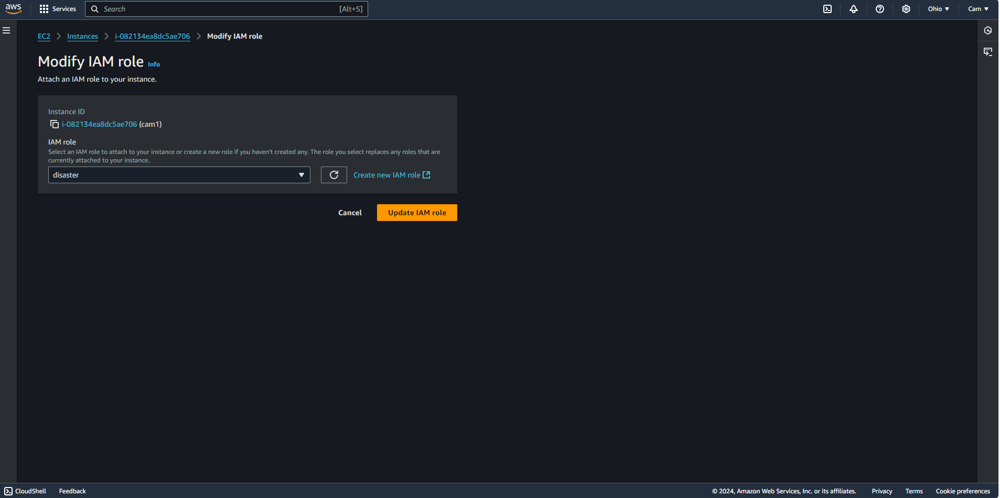 aws
Services
Search
[Alt+S]
Ohio
Cam
EC2
Instances
i-082134ea8dc5ae706
Modify IAM role
Modify IAM role
Info
Attach an IAM role to your instance.
Instance ID
i-082134ea8dc5ae706 (cam1)
IAM role
Select an IAM role to attach to your instance or create a new role if you haven't created any. The role you select replaces any roles that are
currently attached to your instance.
disaster
Create new IAM role
Cancel
Update IAM role
CloudShell
Feedback
© 2024, Amazon Web Services, Inc. or its affiliates.
Privacy
Terms
Cookie preferences